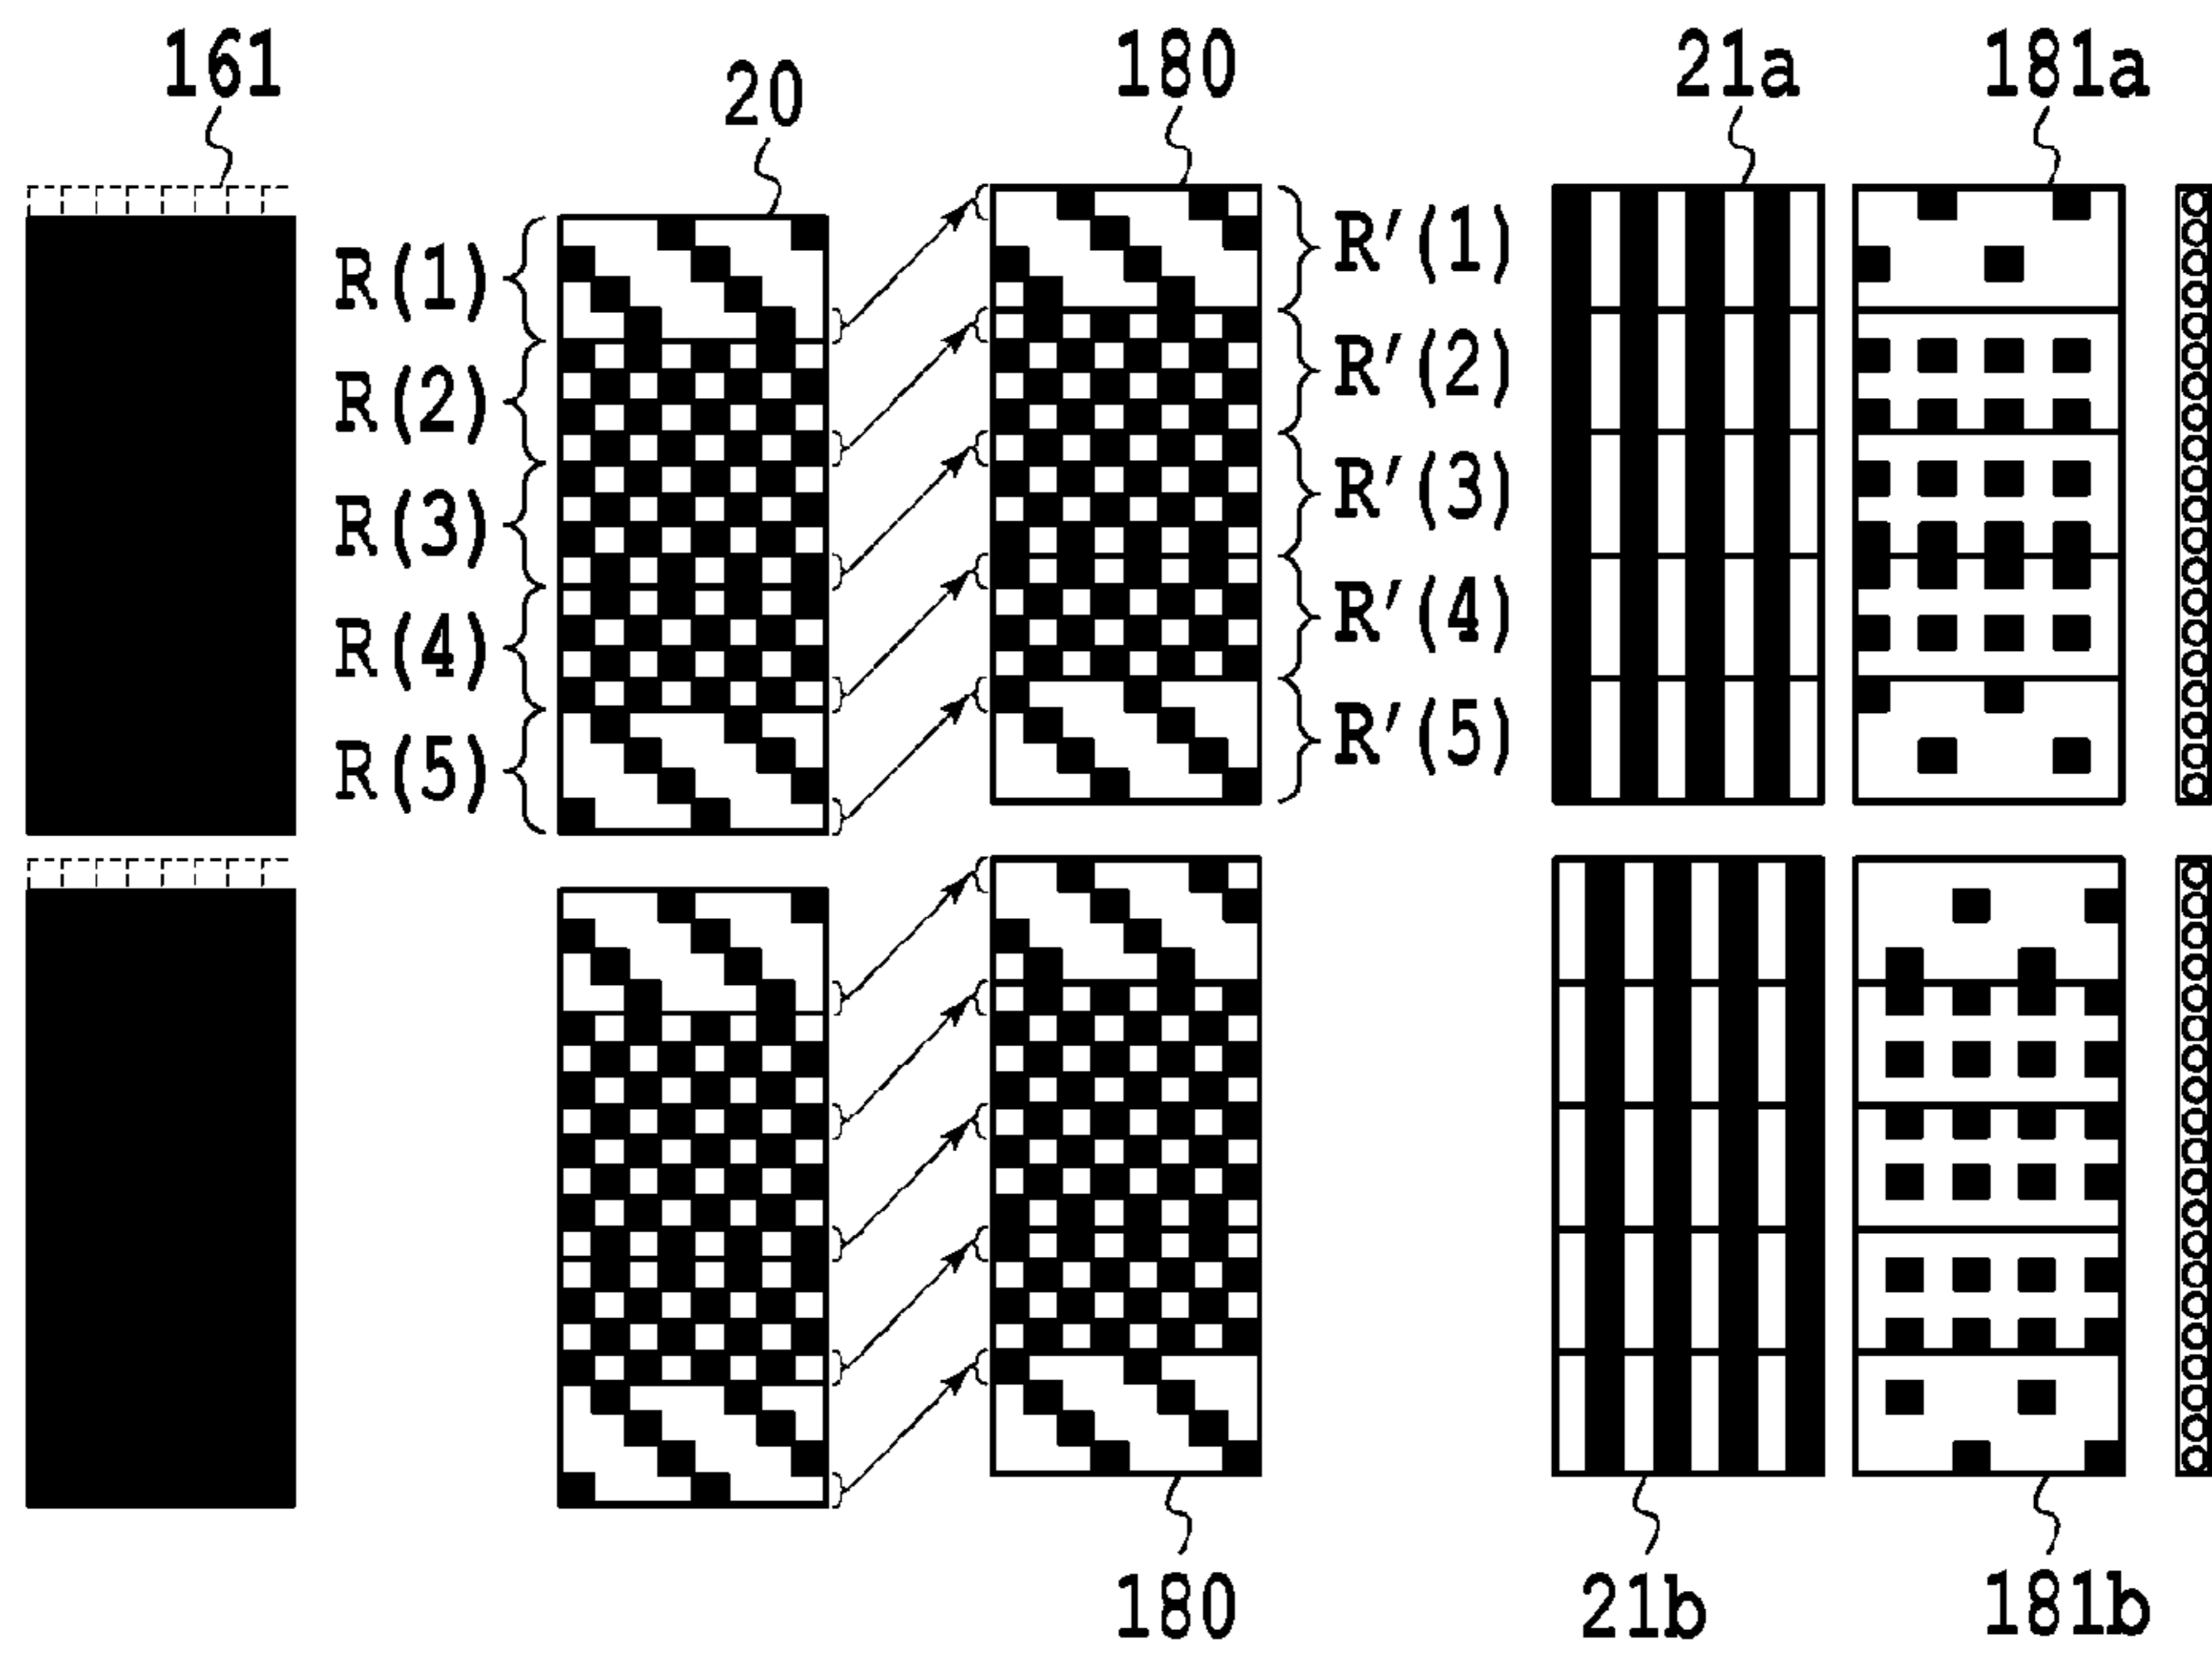 161
20
180
21a
181a
R(1)
R(2)
R(3)
R(4)
R(5)
R'(1)
R'(2)
R'(3)
R'(4)
R'(5)
180
21b
181b